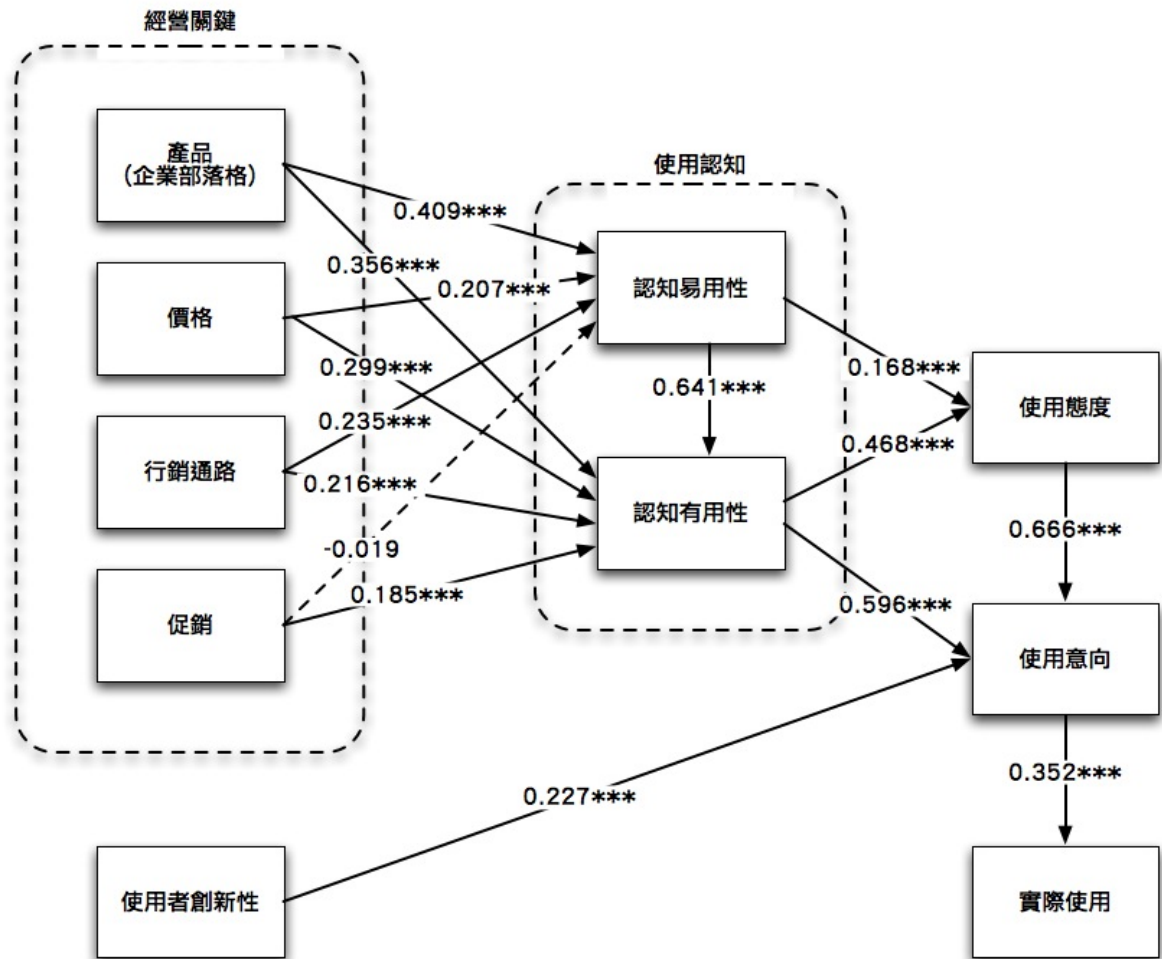 經營關鍵
產品
(企業部落格)
使用認知
0.409***
0.356***
認知易用性
價格
0.207***
0.299***
0.168***
0.641***
使用態度
0.235***
0.468***
行銷通路
0.216***
認知有用性
0.666***
-0.019
0.185***
0.596***
促銷
使用意向
0.352***
0.227***
使用者創新性
實際使用